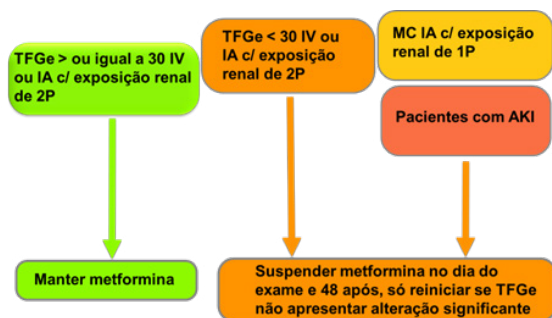 TFGe > ou igual a 30 IV
ou IA c/ exposição renal
de 2P
TFGe < 30 IV ou
IA c/ exposição
renal de 2P
MC IA c/ exposição
renal de 1P
Pacientes com AKI
Manter metformina
Suspender metformina no dia do
exame e 48 após, só reiniciar se TFGe
não apresentar alteração significante